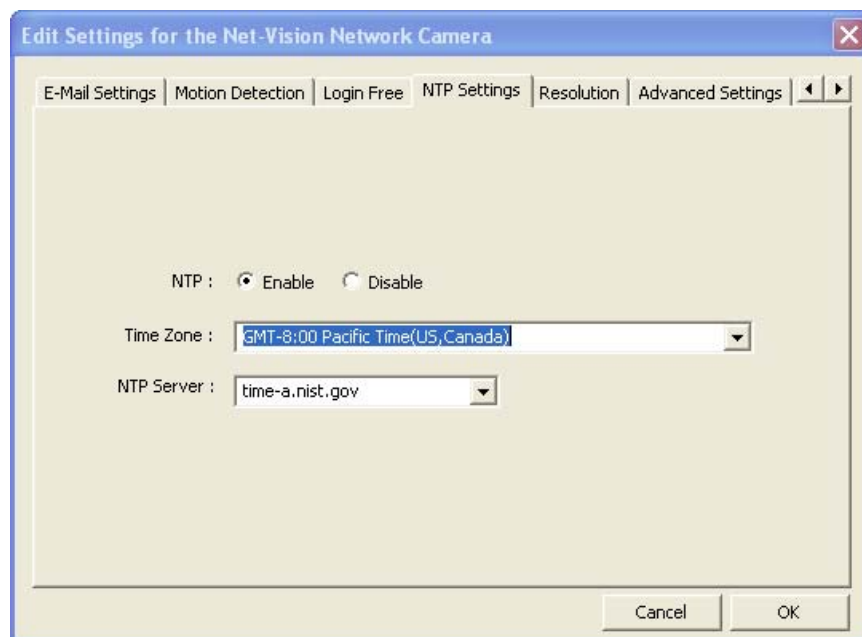 Edit Settings for the Net-Vision Network Camera
E-Mail Settings Motion Detection Login Free NTP Settings Resolution Advanced Settings
NTP : Enable Disable
Time Zone : GMT-8:00 Pacific Time(US,Canada)
NTP Server : time-a.nist.gov
Cancel OK